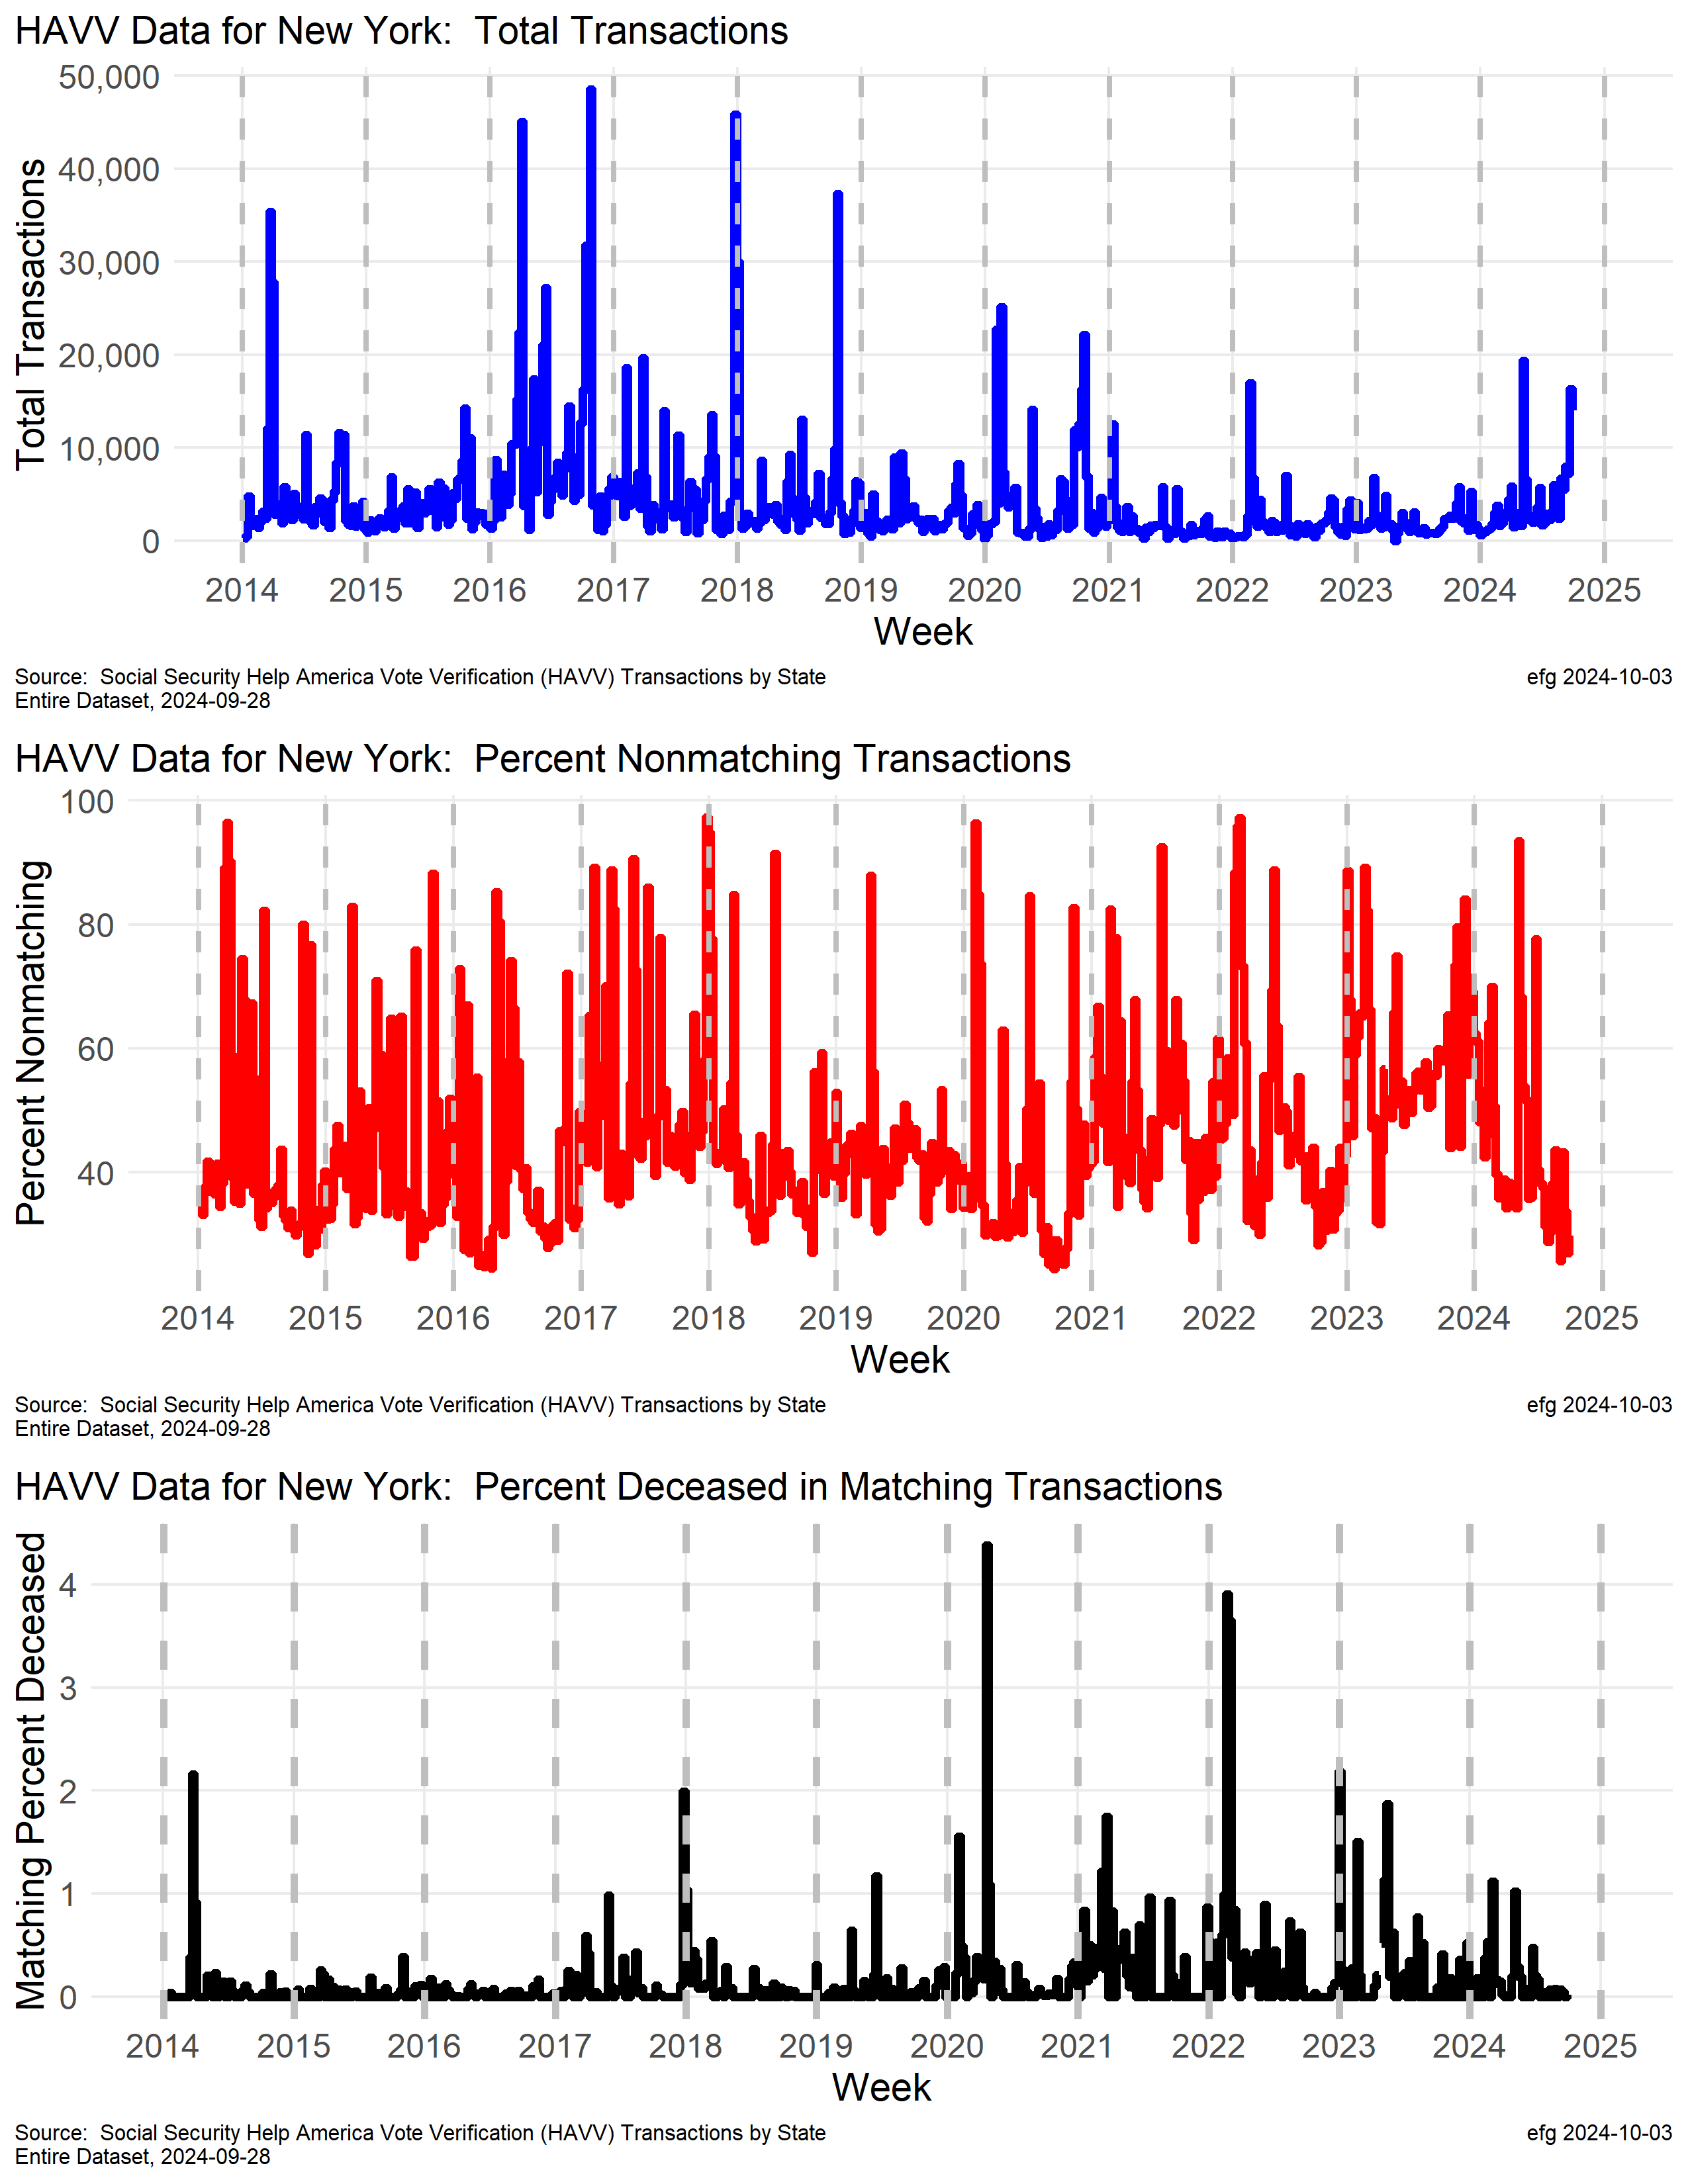 HAVV Data for New York:  Total Transactions
Total Transactions
50,000
40,000
30,000
20,000
10,000
0
2014 2015 2016 2017 2018 2019 2020 2021 2022 2023 2024 2025
Week
Source:  Social Security Help America Vote Verification (HAVV) Transactions by State efg 2024-10-03
Entire Dataset, 2024-09-28
HAVV Data for New York:  Percent Nonmatching Transactions
Percent Nonmatching
100
80
60
40
2014 2015 2016 2017 2018 2019 2020 2021 2022 2023 2024 2025
Week
Source:  Social Security Help America Vote Verification (HAVV) Transactions by State efg 2024-10-03
Entire Dataset, 2024-09-28
HAVV Data for New York:  Percent Deceased in Matching Transactions
Matching Percent Deceased
4
3
2
1
0
2014 2015 2016 2017 2018 2019 2020 2021 2022 2023 2024 2025
Week
Source:  Social Security Help America Vote Verification (HAVV) Transactions by State efg 2024-10-03
Entire Dataset, 2024-09-28